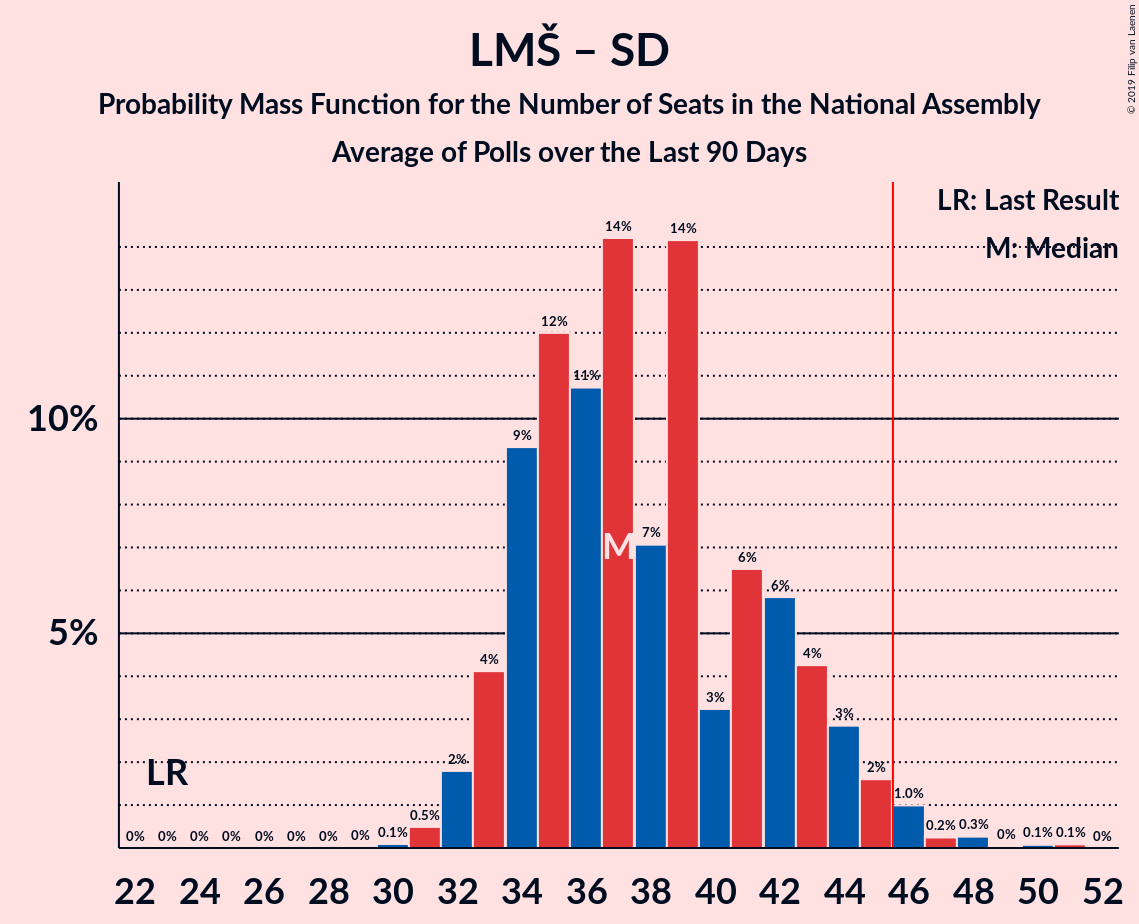 LMŠ – SD
Probability Mass Function for the Number of Seats in the National Assembly
Average of Polls over the Last 90 Days
© 2019 Filip van Laenen
LR: Last Result
M: Median
14% 14%
12%
11%
10%
9%
7%
M
6% 6%
5%
4% 4%
3% 3%
LR
2% 2%
0.5% 1.0%
0% 0% 0% 0% 0% 0% 0% 0% 0.1% 0.2% 0.3% 0% 0.1% 0.1% 0%
22 24 26 28 30 32 34 36 38 40 42 44 46 48 50 52